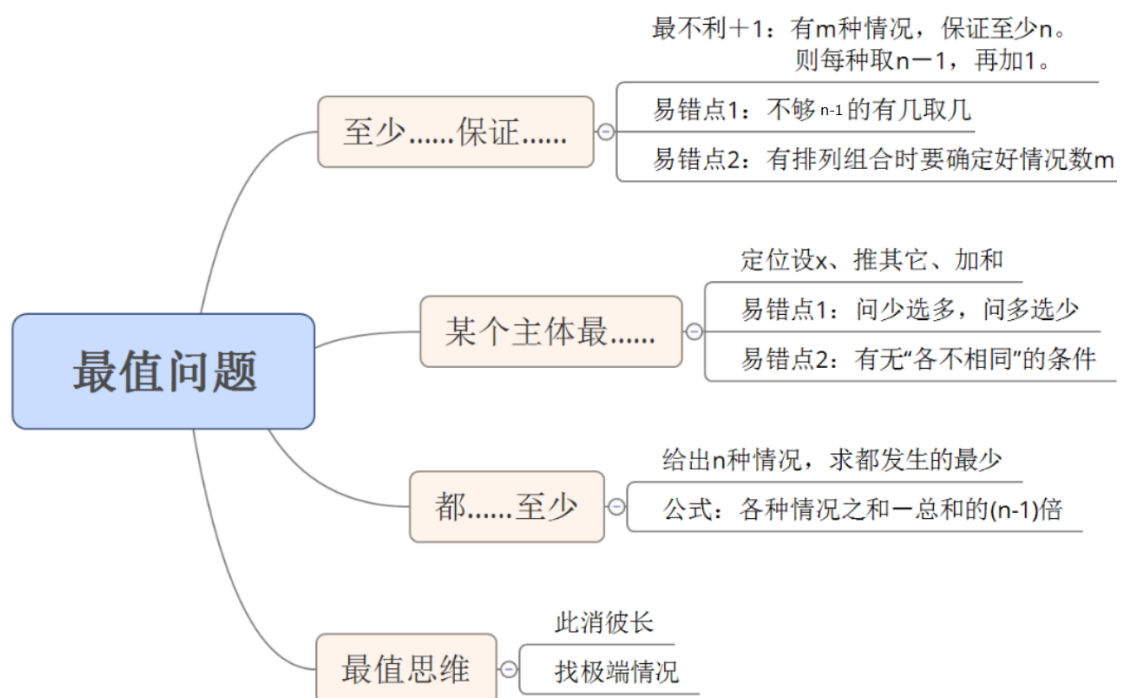 最值问题
至少……保证……
最不利＋1：有m种情况，保证至少n。
则每种取n－1，再加1。
易错点1：不够 n-1 的有几取几
易错点2：有排列组合时要确定好情况数m
某个主体最……
定位设x、推其它、加和
易错点1：问少选多，问多选少
易错点2：有无“各不相同”的条件
都……至少
给出n种情况，求都发生的最少
公式：各种情况之和－总和的(n-1)倍
最值思维
此消彼长
找极端情况